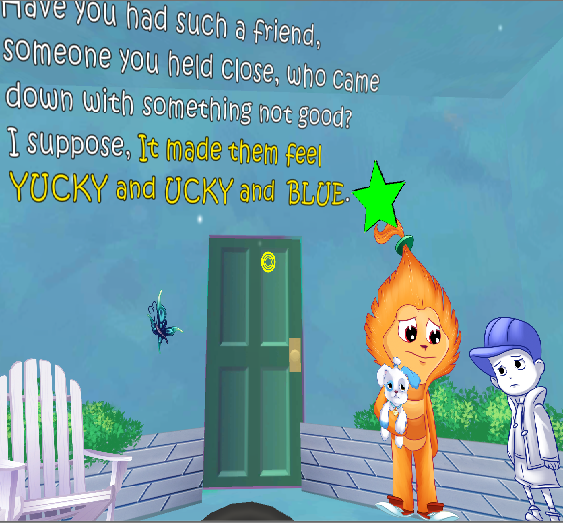 Have you had such a friend,
someone you held close, who came
down with something not good?
I suppose, It made them feel
YUCKY and UCKY and BLUE.